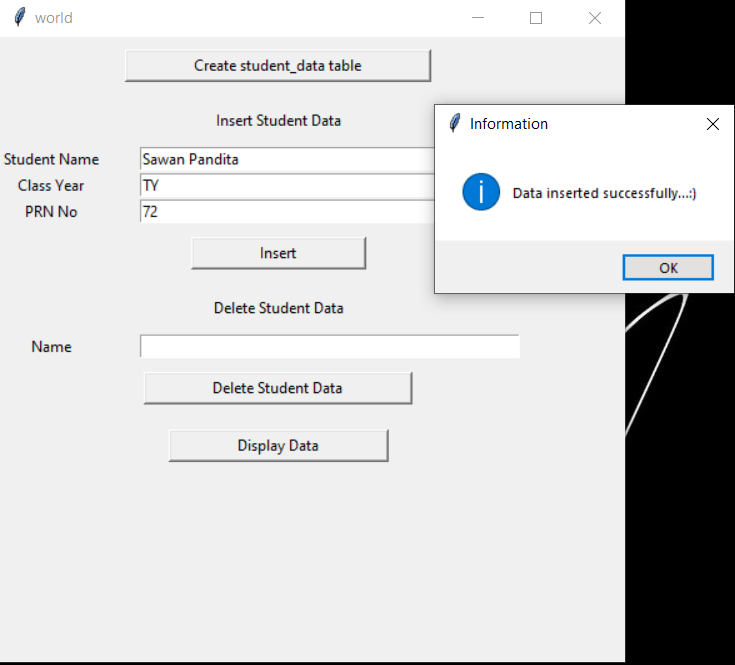 world
Create student_data table
Insert Student Data
Student Name Sawan Pandita
Class Year TY
PRN No 72
Insert
Delete Student Data
Name
Delete Student Data
Display Data
Information
Data inserted successfully...:)
OK